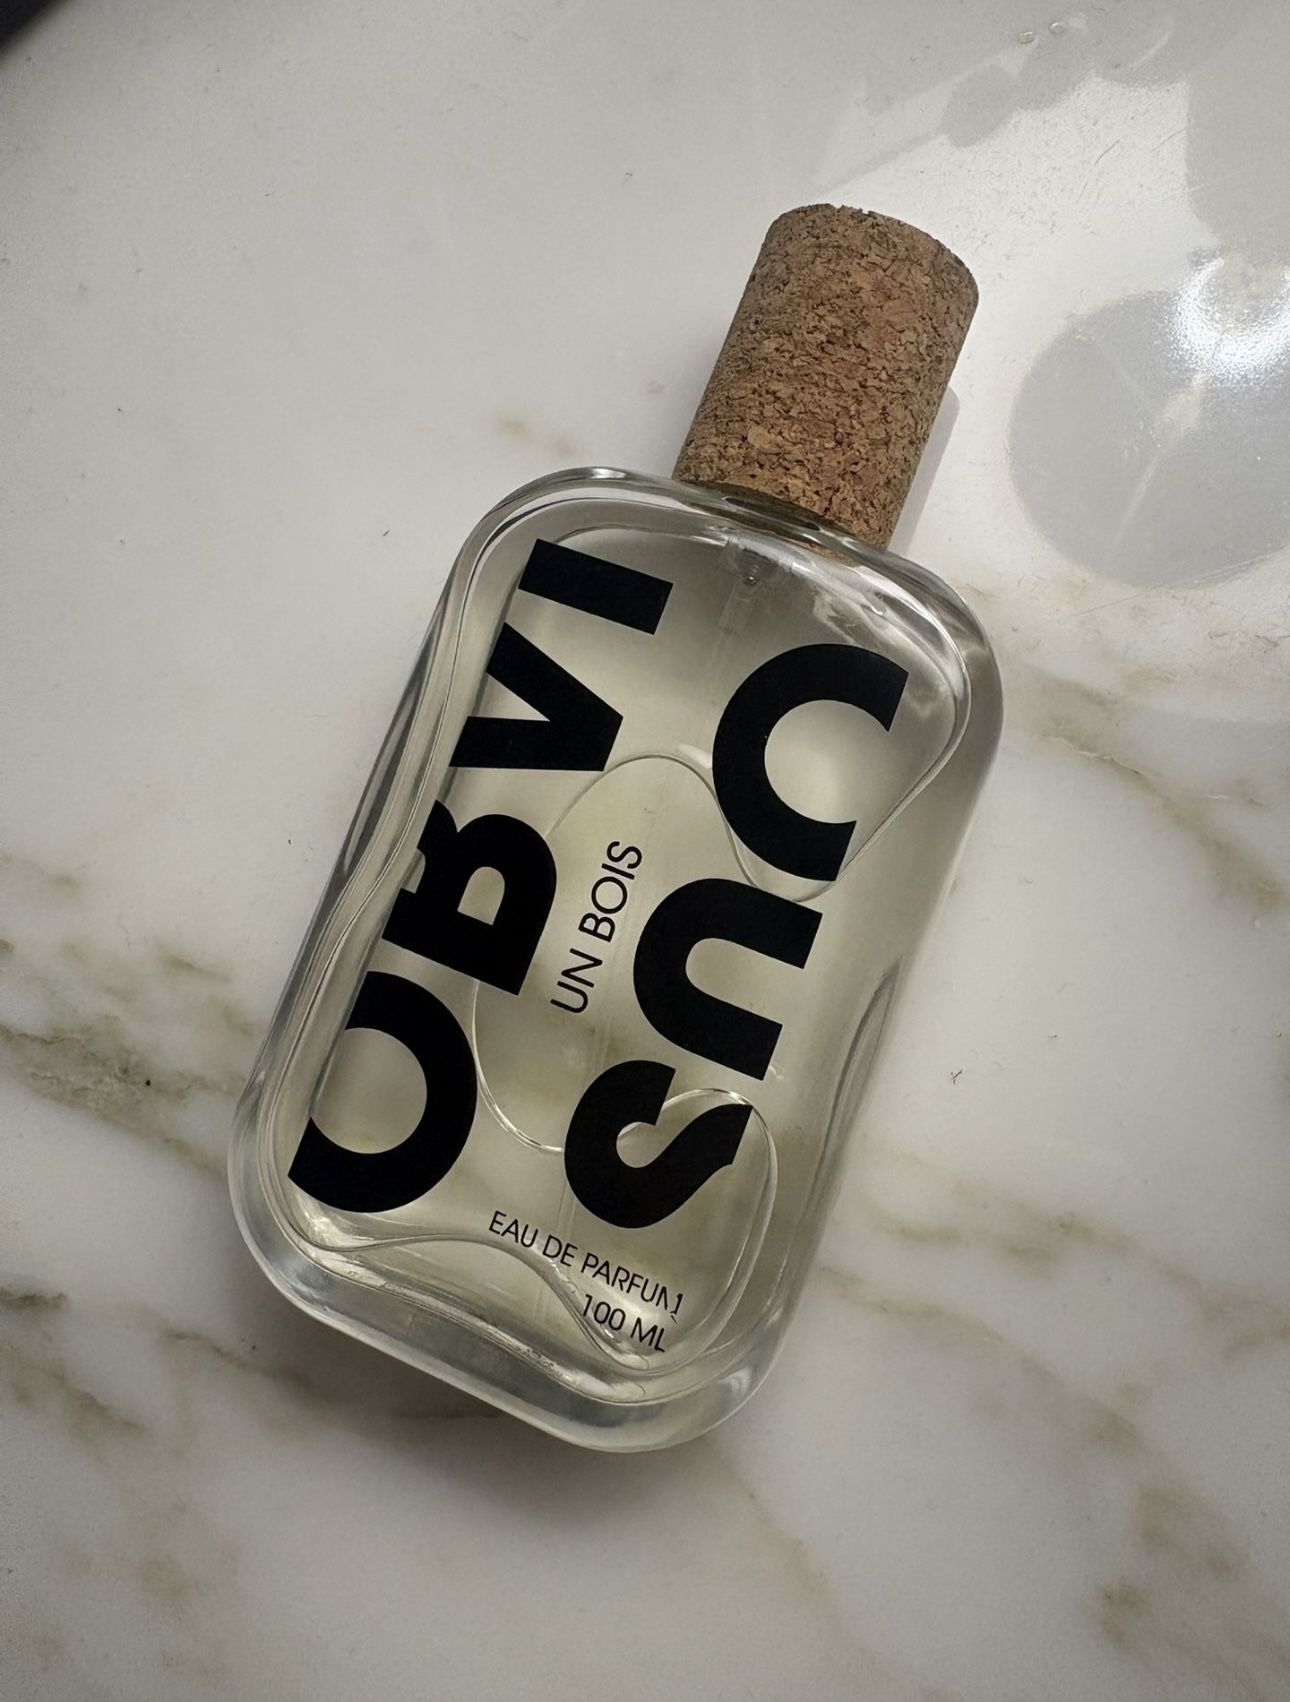 OBVI
OUS
UN BOIS
EAU DE PARFUM
100 ML